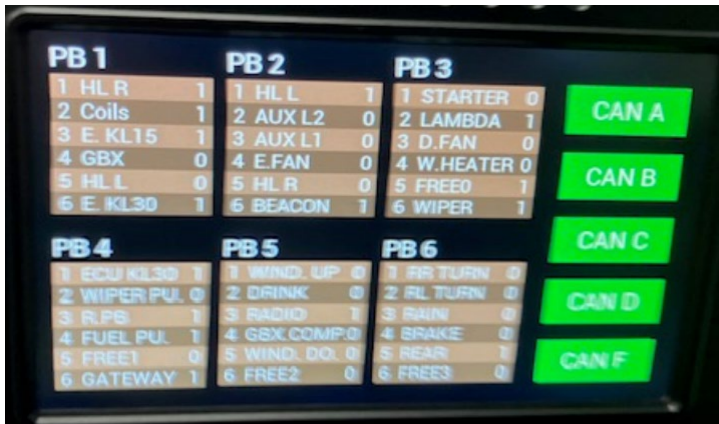 PB 1
1 HL R 1
2 Coils 1
3 E. KL15 1
4 GBX 0
5 HL L 0
6 E. KL30 1
PB 2
1 HL L 1
2 AUX L2 0
3 AUX L1 0
4 E.FAN 0
5 HL R 0
6 BEACON 1
PB 3
1 STARTER 0
2 LAMBDA 1
3 D.FAN 0
4 W.HEATER 0
5 FREE0 1
6 WIPER 1
PB 4
1 ECU KL30 1
2 WIPER PU. 0
3 R.PB 1
4 FUEL PU. 1
5 FREE1 0
6 GATEWAY 1
PB 5
1 WIND. UP 0
2 DRINK 0
3 RADIO 1
4 GBX.COMP.0
5 WIND. DO. 0
6 FREE2 0
PB 6
1 RR TURN 0
2 RL TURN 0
3 RAIN 0
4 BRAKE 0
5 REAR 1
6 FREE3 0
CAN A
CAN B
CAN C
CAN D
CAN F